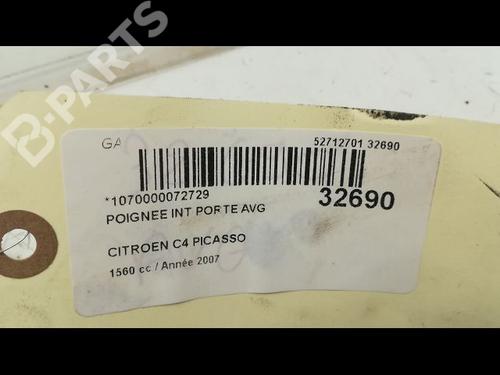 B-PARTS
GA 52712701 32690
*1070000072729
32690
POIGNEE INT PORTE AVG
CITROEN C4 PICASSO
1560 cc / Année 2007